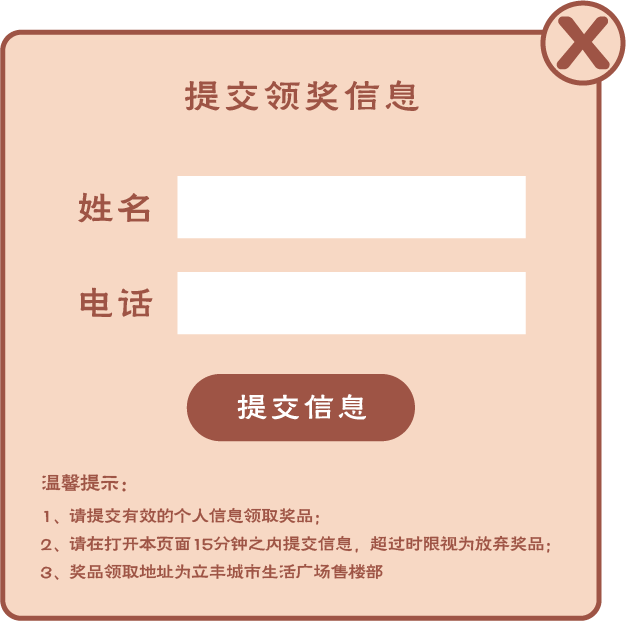 X
提交领奖信息
姓名
电话
提交信息
温馨提示：
1、请提交有效的个人信息领取奖品；
2、请在打开本页面15分钟之内提交信息，超过时限视为放弃奖品；
3、奖品领取地址为立丰城市生活广场售楼部